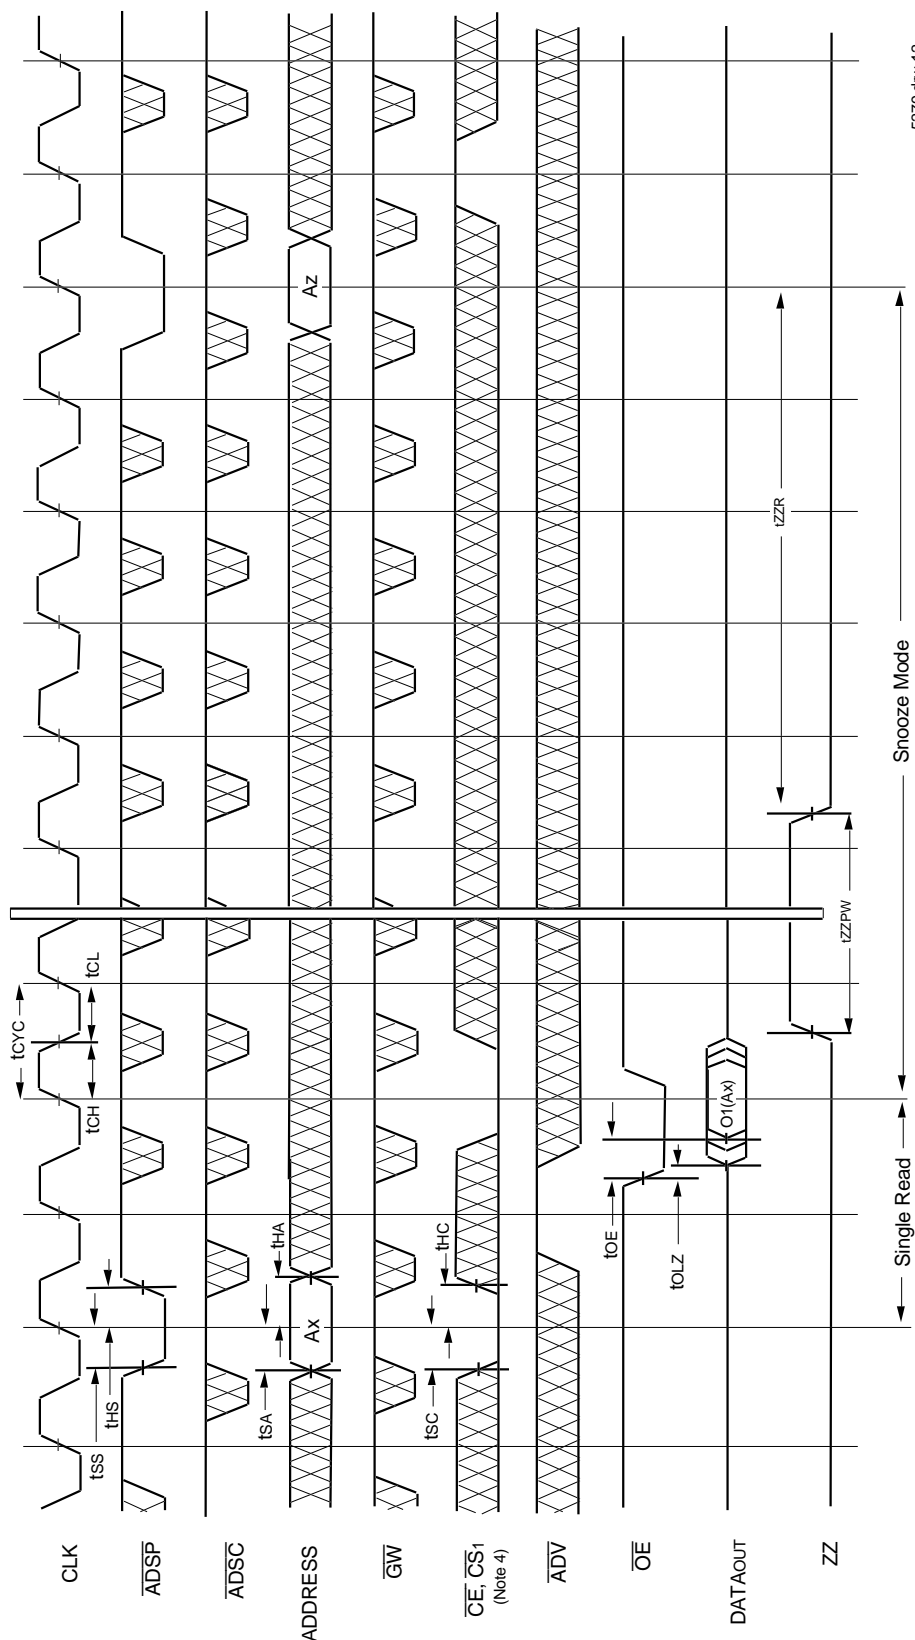 tCYC
tCH
tCL
tSS
tHS
tSA
tHA
tSC
tHC
tOE
tOLZ
tZZPW
tZZR
CLK
ADSP
ADSC
ADDRESS
Ax
Az
GW
CE, CS1
(Note 4)
ADV
OE
DATAOUT
O1(Ax)
ZZ
Single Read
Snooze Mode